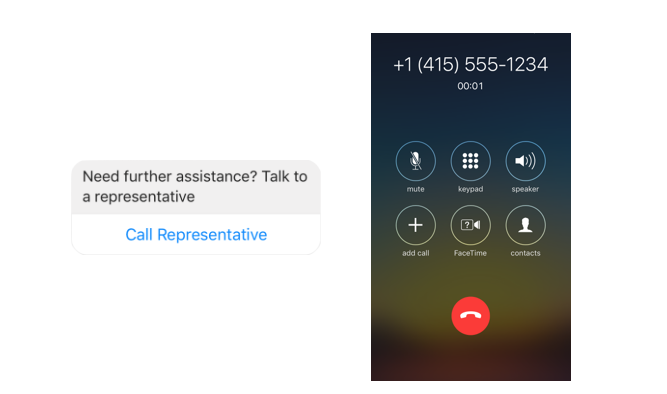 Need further assistance? Talk to
a representative
Call Representative
+1 (415) 555-1234
00:01
mute
keypad
speaker
add call
FaceTime
contacts